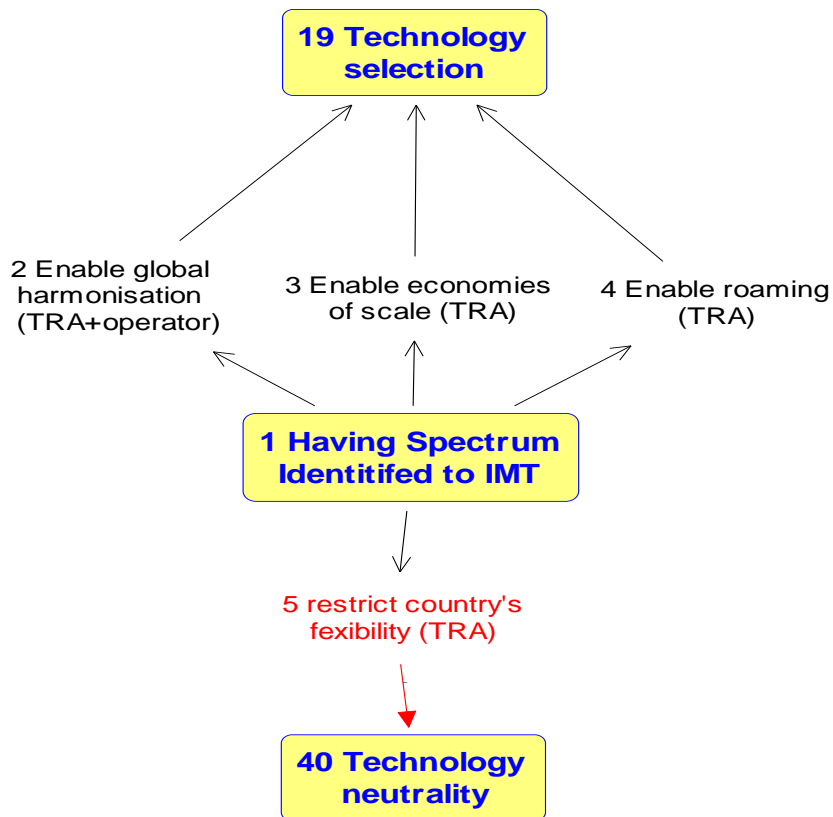 19 Technology
selection
2 Enable global
harmonisation
(TRA+operator)
3 Enable economies
of scale (TRA)
4 Enable roaming
(TRA)
1 Having Spectrum
Identitifed to IMT
5 restrict country's
fexibility (TRA)
40 Technology
neutrality